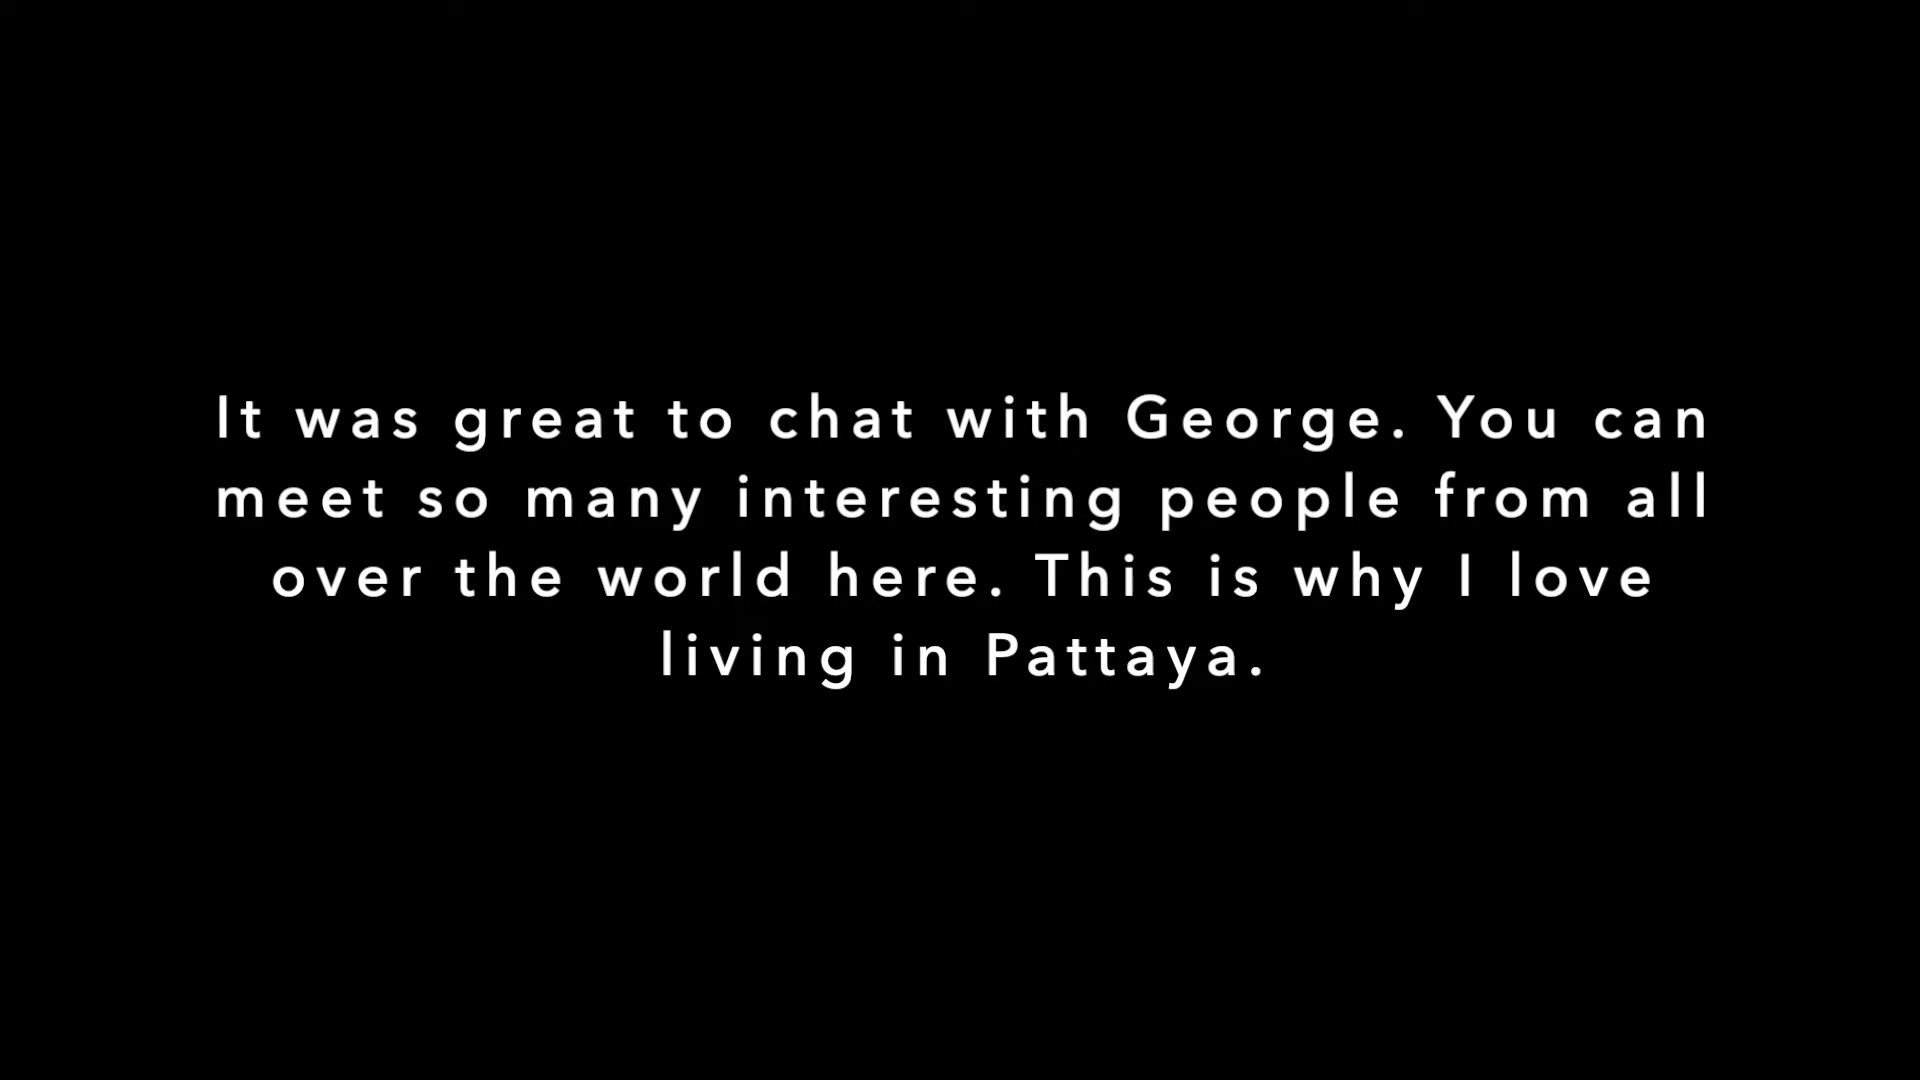 It was great to chat with George. You can
meet so many interesting people from all
over the world here. This is why I love
living in Pattaya.